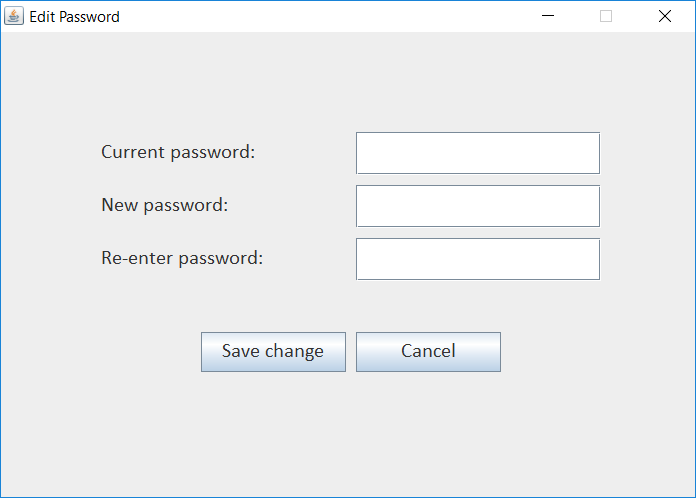 Edit Password
Current password:
New password:
Re-enter password:
Save change
Cancel